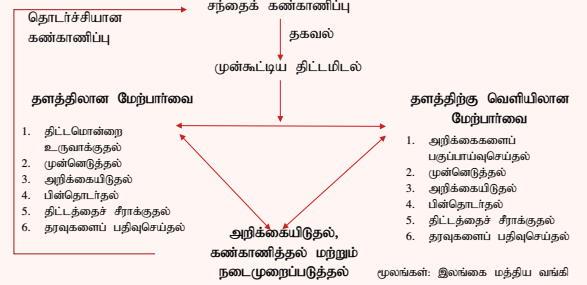 சந்தைக் கண்காணிப்பு
தொடர்ச்சியான
கண்காணிப்பு
தகவல்
முன்கூட்டிய திட்டமிடல்
தளத்திலான மேற்பார்வை
1. திட்டமொன்றை
உருவாக்குதல்
2. முன்னெடுத்தல்
3. அறிக்கையிடுதல்
4. பின்தொடர்தல்
5. திட்டத்தைச் சீராக்குதல்
6. தரவுகளைப் பதிவுசெய்தல்
தளத்திற்கு வெளியிலான
மேற்பார்வை
1. அறிக்கைகளைப்
பகுப்பாய்வுசெய்தல்
2. முன்னெடுத்தல்
3. அறிக்கையிடுதல்
4. பின்தொடர்தல்
5. திட்டத்தைச் சீராக்குதல்
6. தரவுகளைப் பதிவுசெய்தல்
அறிக்கையிடுதல்,
கண்காணித்தல் மற்றும்
நடைமுறைப்படுத்தல்
மூலங்கள்: இலங்கை மத்திய வங்கி